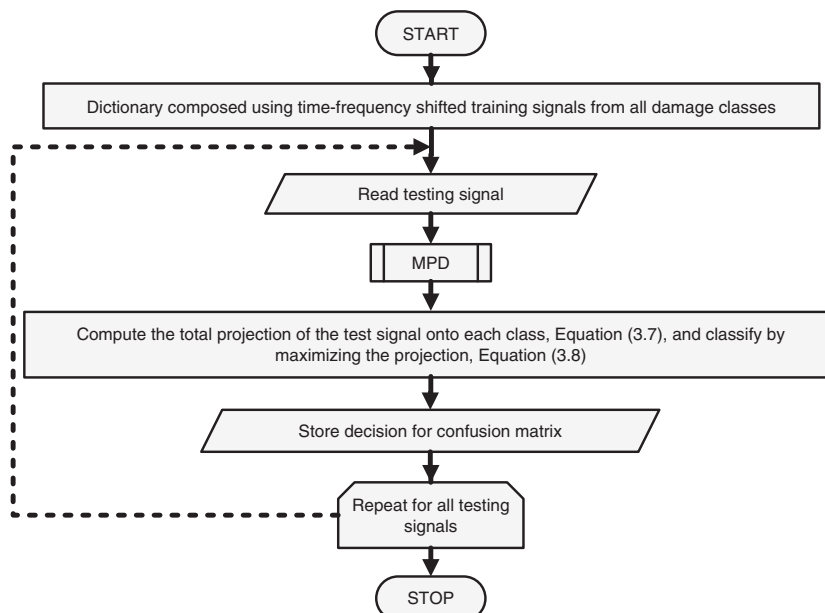 START
Dictionary composed using time-frequency shifted training signals from all damage classes
Read testing signal
MPD
Compute the total projection of the test signal onto each class, Equation (3.7), and classify by
maximizing the projection, Equation (3.8)
Store decision for confusion matrix
Repeat for all testing
signals
STOP